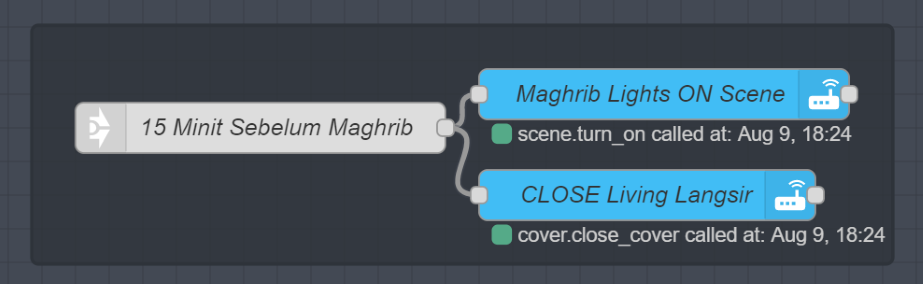 15 Minit Sebelum Maghrib
Maghrib Lights ON Scene
scene.turn_on called at: Aug 9, 18:24
CLOSE Living Langsir
cover.close_cover called at: Aug 9, 18:24